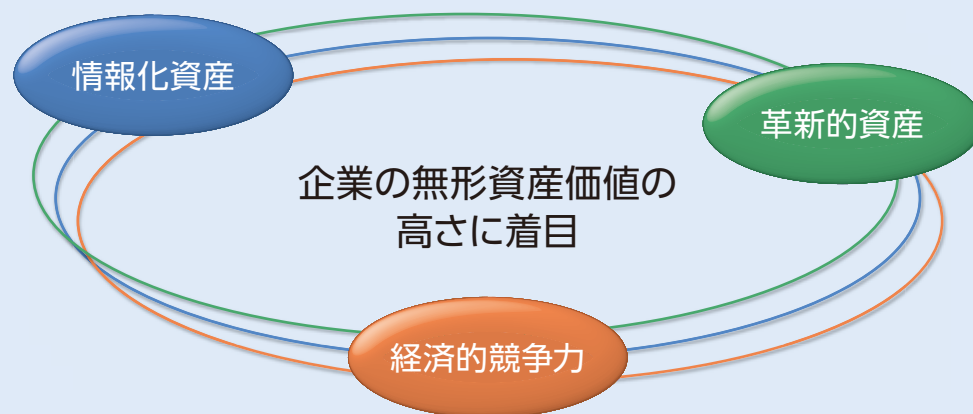 情報化資産
革新的資産
企業の無形資産価値の
高さに着目
経済的競争力